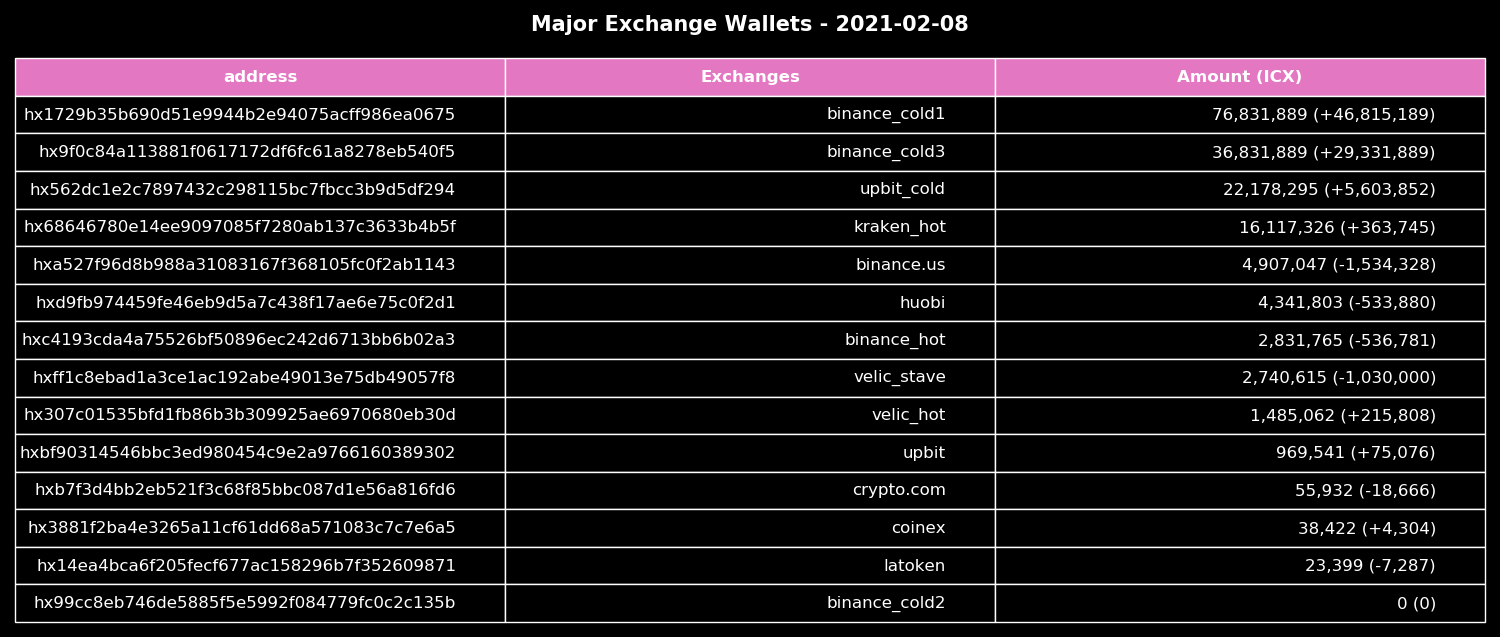 Major Exchange Wallets - 2021-02-08
address Exchanges Amount (ICX)
hx1729b35b690d51e9944b2e94075acff986ea0675 binance_cold1 76,831,889 (+46,815,189)
hx9f0c84a113881f0617172df6fc61a8278eb540f5 binance_cold3 36,831,889 (+29,331,889)
hx562dc1e2c7897432c298115bc7fbcc3b9d5df294 upbit_cold 22,178,295 (+5,603,852)
hx68646780e14ee9097085f7280ab137c3633b4b5f kraken_hot 16,117,326 (+363,745)
hxa527f96d8b988a31083167f368105fc0f2ab1143 binance.us 4,907,047 (-1,534,328)
hxd9fb974459fe46eb9d5a7c438f17ae6e75c0f2d1 huobi 4,341,803 (-533,880)
hxc4193cda4a75526bf50896ec242d6713bb6b02a3 binance_hot 2,831,765 (-536,781)
hxff1c8ebad1a3ce1ac192abe49013e75db49057f8 velic_stave 2,740,615 (-1,030,000)
hx307c01535bfd1fb86b3b309925ae6970680eb30d velic_hot 1,485,062 (+215,808)
hxbf90314546bbc3ed980454c9e2a9766160389302 upbit 969,541 (+75,076)
hxb7f3d4bb2eb521f3c68f85bbc087d1e56a816fd6 crypto.com 55,932 (-18,666)
hx3881f2ba4e3265a11cf61dd68a571083c7c7e6a5 coinex 38,422 (+4,304)
hx14ea4bca6f205fecf677ac158296b7f352609871 latoken 23,399 (-7,287)
hx99cc8eb746de5885f5e5992f084779fc0c2c135b binance_cold2 0 (0)